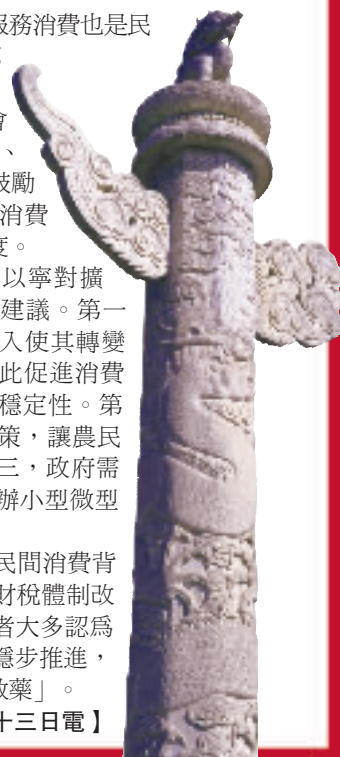 服務消費也是民
會
、
鼓勵
消費
度。
以寧對擴
建議。第一
入使其轉變
此促進消費
穩定性。第
策，讓農民
三，政府需
辦小型微型
民間消費背
財稅體制改
者大多認爲
穩步推進，
效藥」。
十三日電】